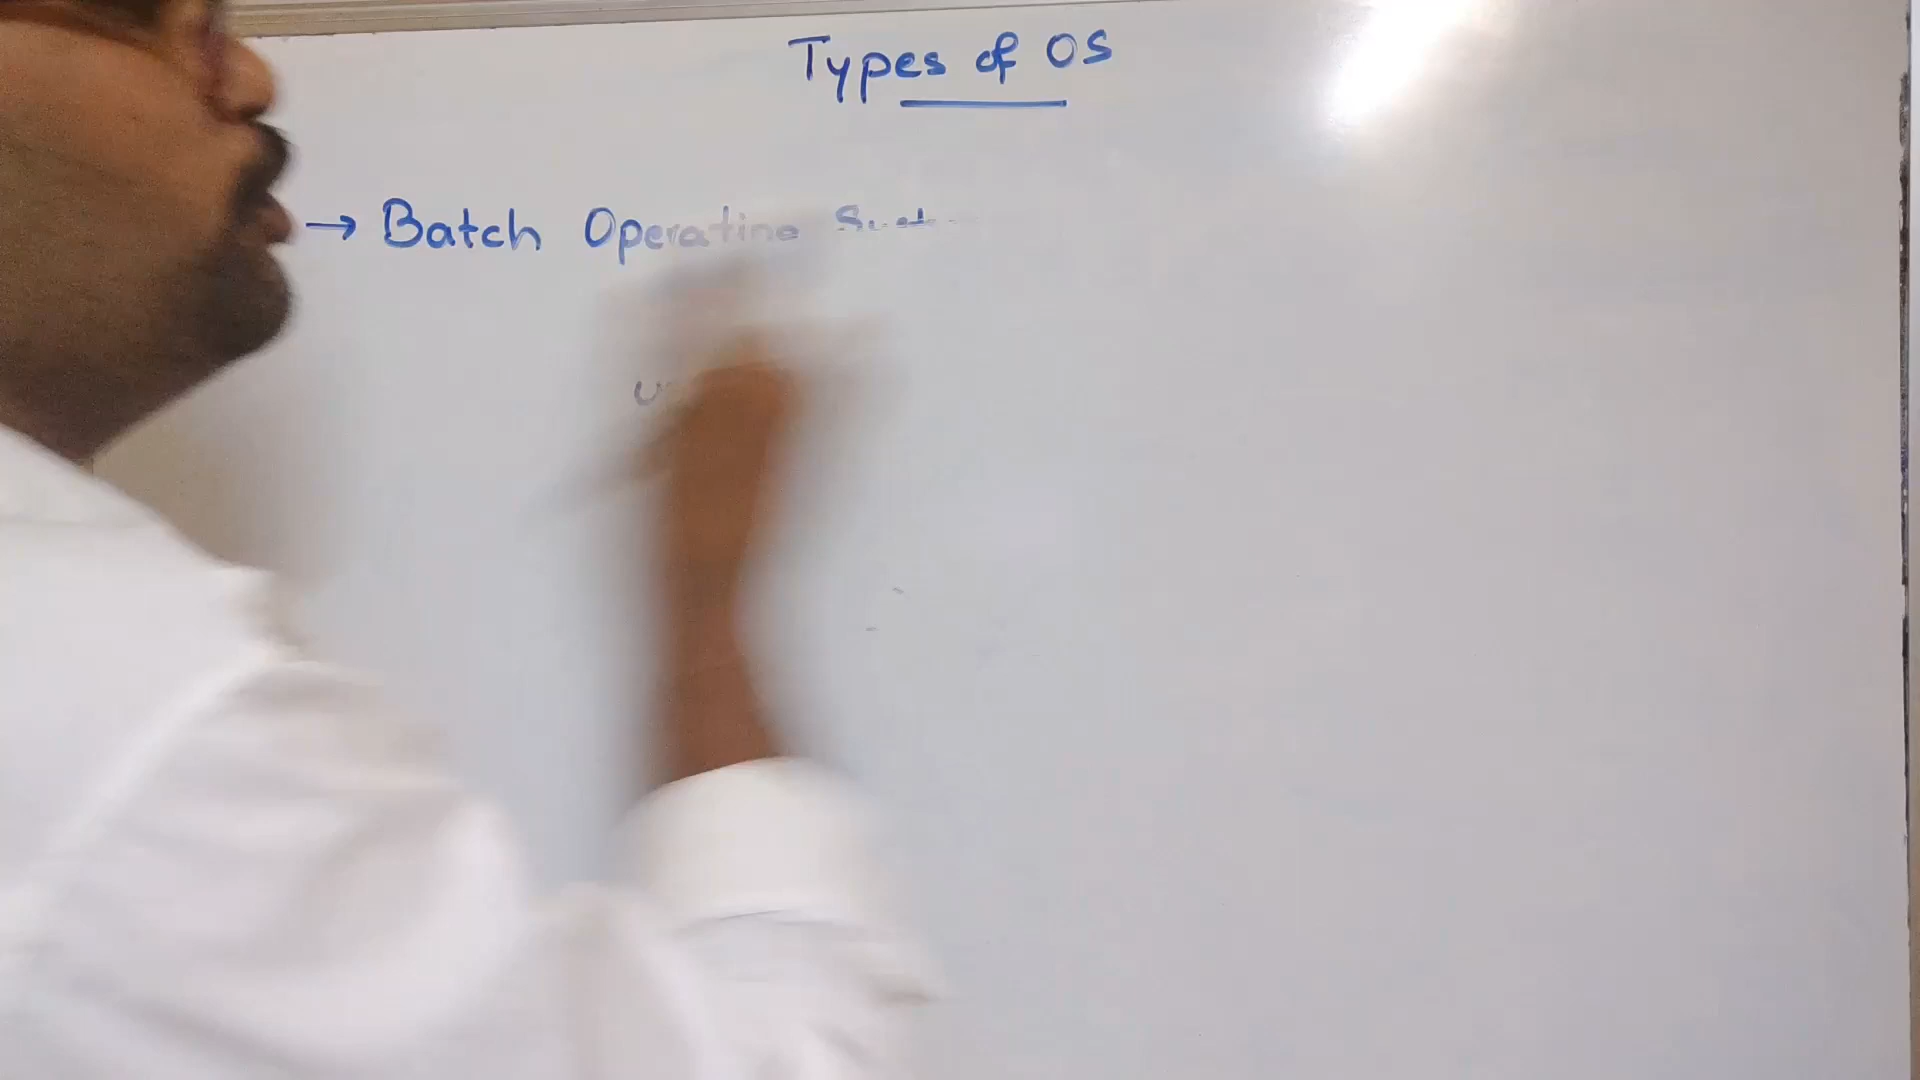 Types of OS
→ Batch Operating